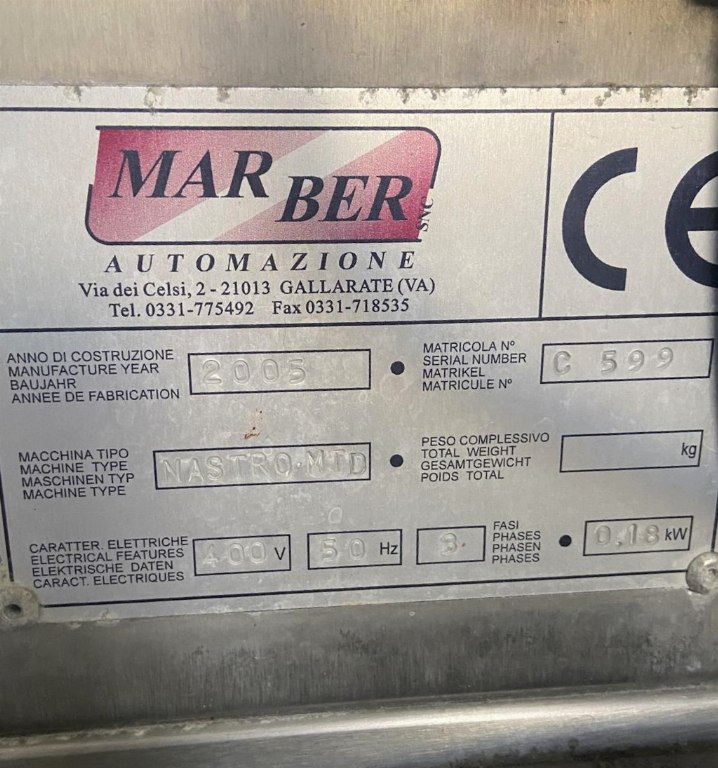 MAR BER SNC
AUTOMAZIONE
Via dei Celsi, 2 - 21013 GALLARATE (VA)
Tel. 0331-775492 Fax 0331-718535
CE
ANNO DI COSTRUZIONE
MANUFACTURE YEAR
BAUJAHR
ANNEE DE FABRICATION
2005
MATRICOLA Nº
SERIAL NUMBER
MATRIKEL
MATRICULE Nº
C 599
MACCHINA TIPO
MACHINE TYPE
MASCHINEN TYP
MACHINE TYPE
NASTRO·MTD
PESO COMPLESSIVO
TOTAL WEIGHT
GESAMTGEWICHT
POIDS TOTAL
kg
CARATTER. ELETTRICHE
ELECTRICAL FEATURES
ELEKTRISCHE DATEN
CARACT. ELECTRIQUES
400 V
50 Hz
3.
FASI
PHASES
PHASEN
PHASES
0,18 kW